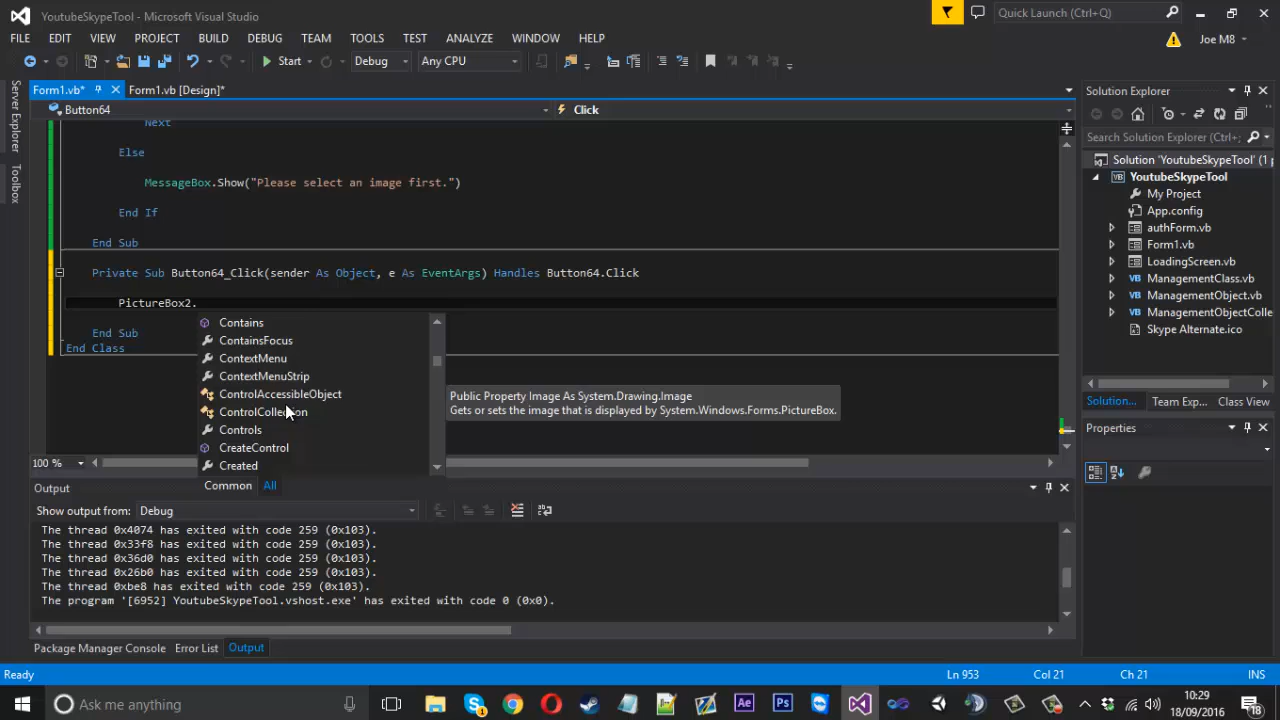 YoutubeSkypeTool - Microsoft Visual Studio
Quick Launch (Ctrl+Q)
FILE EDIT VIEW PROJECT BUILD DEBUG TEAM TOOLS TEST ANALYZE WINDOW HELP
Joe M8
Start Debug Any CPU
Form1.vb* Form1.vb [Design]*
Button64 Click
Server Explorer
Toolbox
Next
Else
MessageBox.Show("Please select an image first.")
End If
End Sub
Private Sub Button64_Click(sender As Object, e As EventArgs) Handles Button64.Click
PictureBox2.
End Sub
End Class
Contains
ContainsFocus
ContextMenu
ContextMenuStrip
ControlAccessibleObject
ControlCollection
Controls
CreateControl
Created
Common All
Public Property Image As System.Drawing.Image
Gets or sets the image that is displayed by System.Windows.Forms.PictureBox.
100 %
Output
Show output from: Debug
The thread 0x4074 has exited with code 259 (0x103).
The thread 0x33f8 has exited with code 259 (0x103).
The thread 0x36d0 has exited with code 259 (0x103).
The thread 0x26b0 has exited with code 259 (0x103).
The thread 0xbe8 has exited with code 259 (0x103).
The program '[6952] YoutubeSkypeTool.vshost.exe' has exited with code 0 (0x0).
Package Manager Console Error List Output
Solution Explorer
Search Solution Explorer (Ctrl+;
Solution 'YoutubeSkypeTool' (1 p
YoutubeSkypeTool
My Project
App.config
authForm.vb
Form1.vb
LoadingScreen.vb
ManagementClass.vb
ManagementObject.vb
ManagementObjectColle
Skype Alternate.ico
Solution... Team Exp... Class View
Properties
Ready Ln 953 Col 21 Ch 21 INS
Ask me anything
10:29
18/09/2016
18